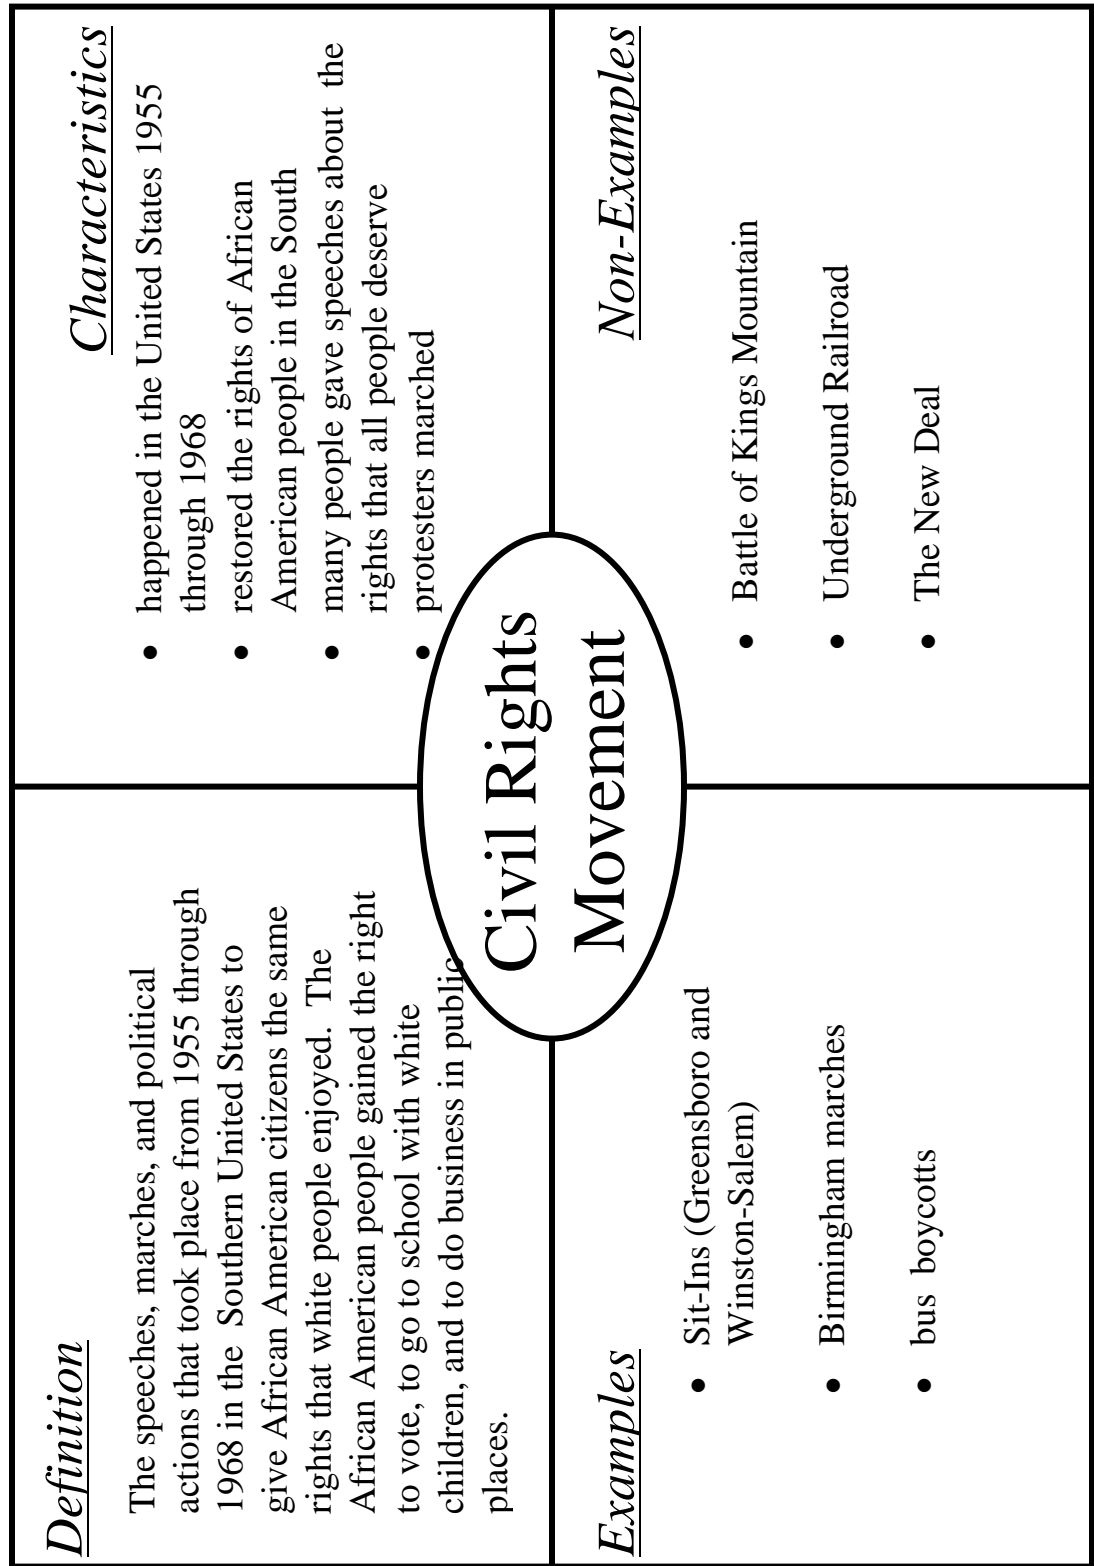 Definition
The speeches, marches, and political
actions that took place from 1955 through
1968 in the Southern United States to
give African American citizens the same
rights that white people enjoyed. The
African American people gained the right
to vote, to go to school with white
children, and to do business in public
places.
Characteristics
• happened in the United States 1955
through 1968
• restored the rights of African
American people in the South
• many people gave speeches about the
rights that all people deserve
• protesters marched
Civil Rights
Movement
Examples
• Sit-Ins (Greensboro and
Winston-Salem)
• Birmingham marches
• bus boycotts
Non-Examples
• Battle of Kings Mountain
• Underground Railroad
• The New Deal